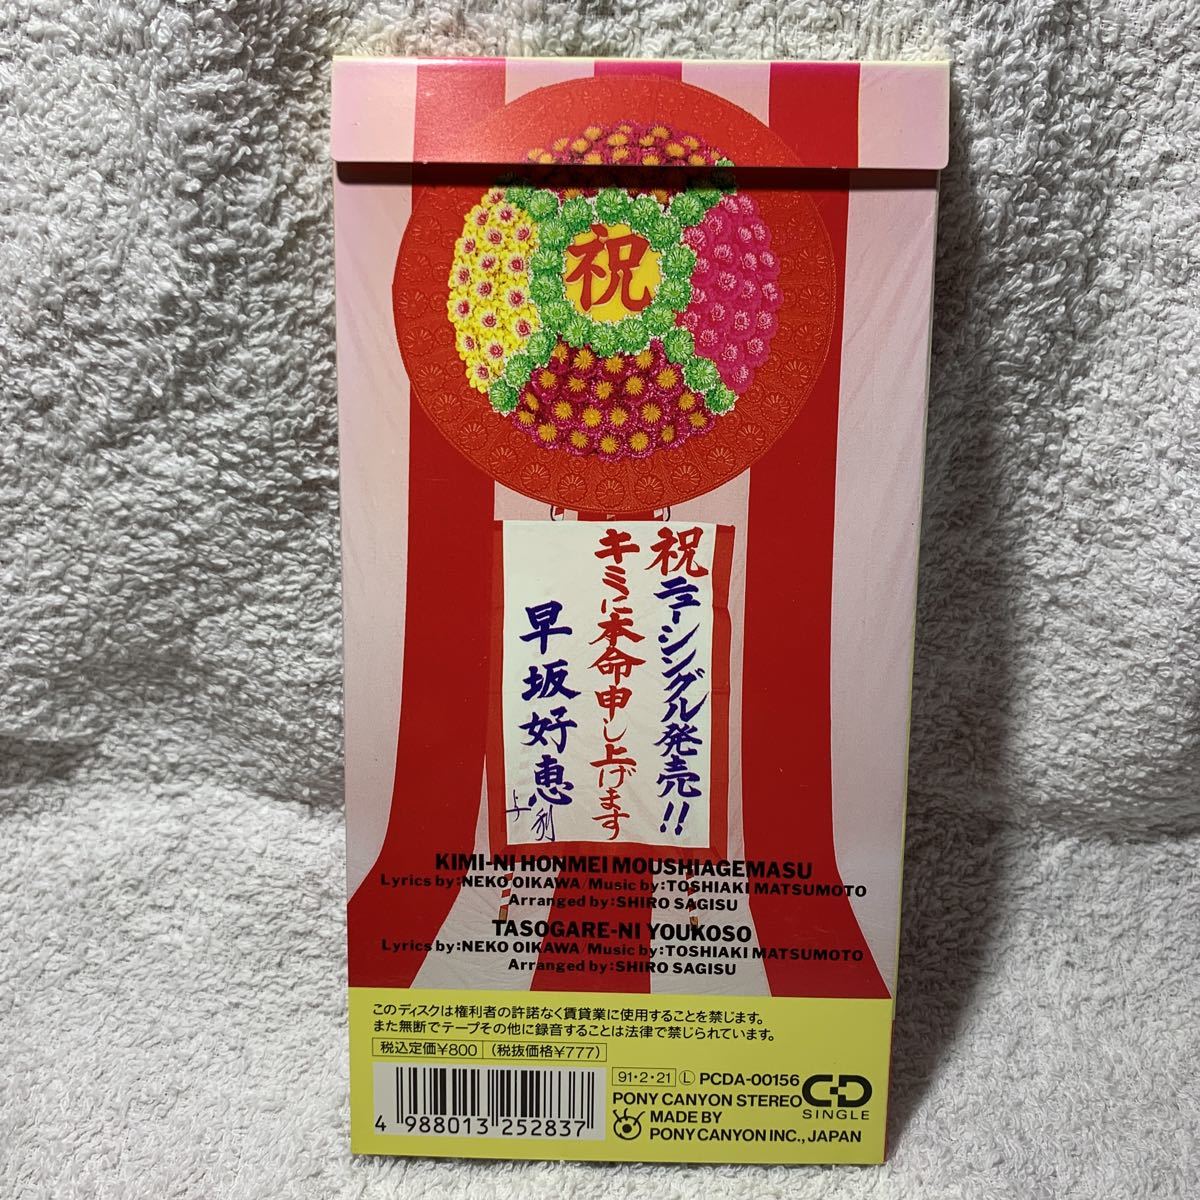 祝
祝ニューシングル発売!!
キミに本命申し上げます
早坂好恵
KIMI-NI HONMEI MOUSHIAGEMASU
Lyrics by:NEKO OIKAWA/Music by:TOSHIAKI MATSUMOTO
Arranged by:SHIRO SAGISU
TASOGARE-NI YOUKOSO
Lyrics by:NEKO OIKAWA/Music by:TOSHIAKI MATSUMOTO
Arranged by:SHIRO SAGISU
このディスクは権利者の許諾なく賃貸業に使用することを禁じます。
また無断でテープその他に録音することは法律で禁じられています。
税込定価¥800 (税抜価格¥777)
4 988013 252837
91・2・21 Ⓛ PCDA-00156
PONY CANYON STEREO
MADE BY
PONY CANYON INC., JAPAN
CD
SINGLE